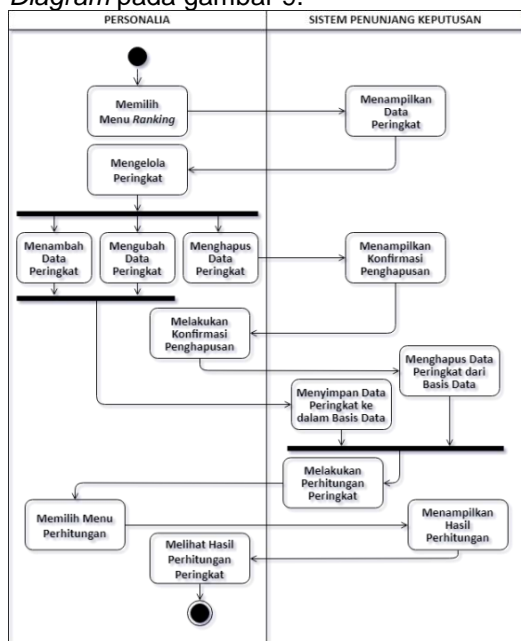 Diagram pada gambar 9.
PERSONALIA
SISTEM PENUNJANG KEPUTUSAN
Memilih
Menu Ranking
Menampilkan
Data
Peringkat
Mengelola
Peringkat
Menambah
Data
Peringkat
Mengubah
Data
Peringkat
Menghapus
Data
Peringkat
Menampilkan
Konfirmasi
Penghapusan
Melakukan
Konfirmasi
Penghapusan
Menghapus Data
Peringkat dari
Basis Data
Menyimpan Data
Peringkat ke
dalam Basis Data
Melakukan
Perhitungan
Peringkat
Memilih Menu
Perhitungan
Menampilkan
Hasil
Perhitungan
Melihat Hasil
Perhitungan
Peringkat